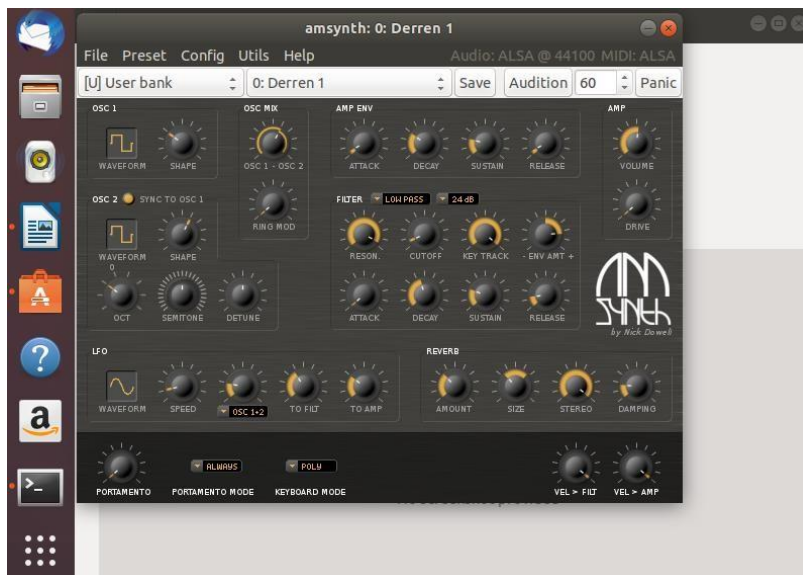 amsynth: 0: Derren 1
File Preset Config Utils Help Audio: ALSA @ 44100 MIDI: ALSA
[U] User bank 0: Derren 1 Save Audition 60 Panic
OSC 1 OSC MIX AMP ENV AMP
WAVEFORM SHAPE OSC 1 - OSC 2 ATTACK DECAY SUSTAIN RELEASE VOLUME
OSC 2 SYNC TO OSC 1 FILTER LOW PASS 24 dB
RING MOD DRIVE
WAVEFORM SHAPE RESON. CUTOFF KEY TRACK - ENV AMT +
0
AM
SYNTH
OCT SEMITONE DETUNE ATTACK DECAY SUSTAIN RELEASE
by Nick Dowell
LFO REVERB
WAVEFORM SPEED OSC 1+2 TO FILT TO AMP AMOUNT SIZE STEREO DAMPING
ALWAYS POLY
PORTAMENTO PORTAMENTO MODE KEYBOARD MODE VEL > FILT VEL > AMP
a